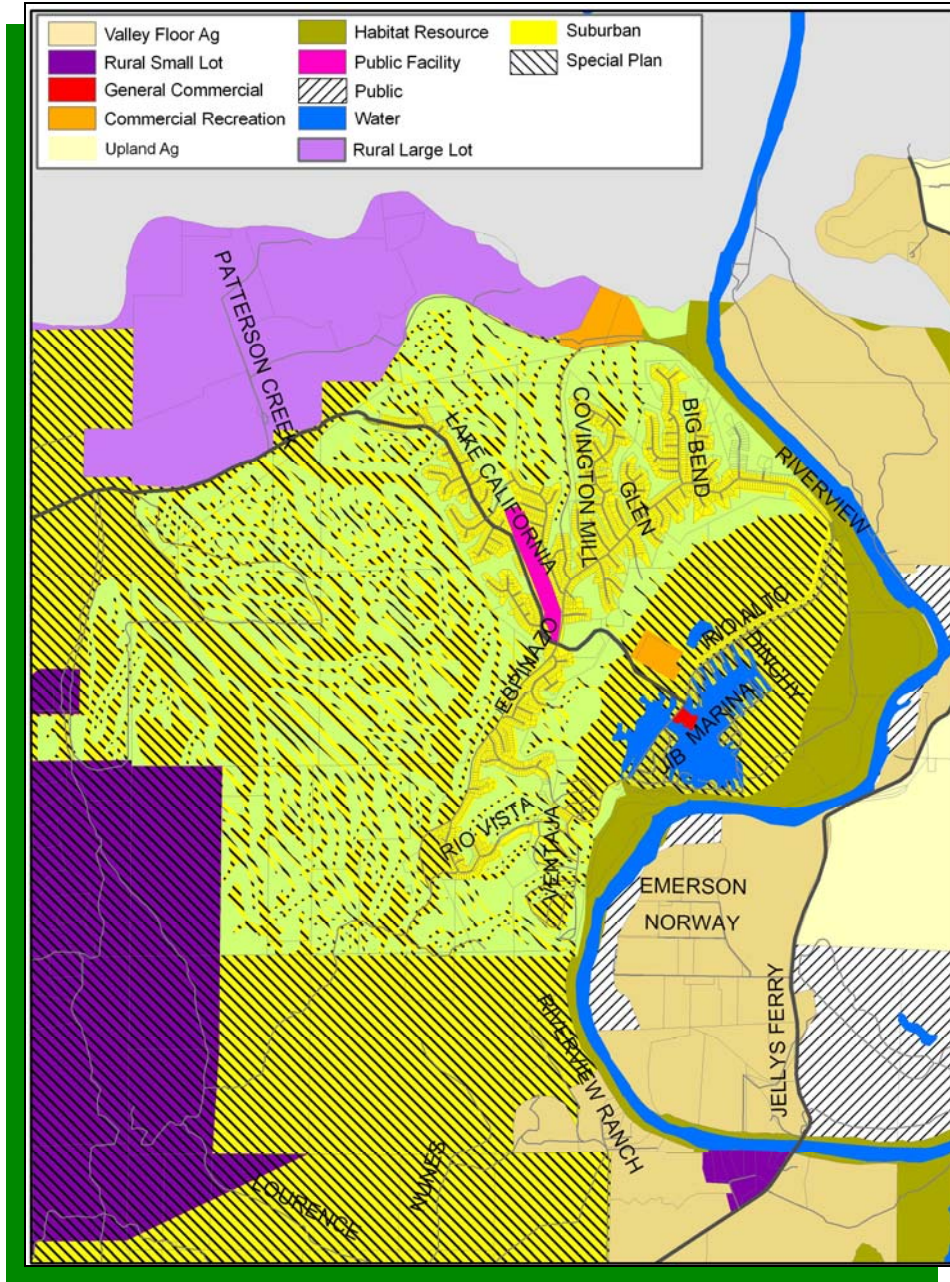 Valley Floor Ag
Rural Small Lot
General Commercial
Commercial Recreation
Upland Ag
Habitat Resource
Public Facility
Public
Water
Rural Large Lot
Suburban
Special Plan
PATTERSON CREEK
LAKE CALIFORNIA
COVINGTON MILL
BIG BEND
GLEN
RIVERVIEW
RIO ALTO
DINGHY
ESPINAZO
JB MARINA
RIO VISTA
VENTAJA
EMERSON
NORWAY
JELLYS FERRY
RIVERVIEW RANCH
NUNES
LOURENCE